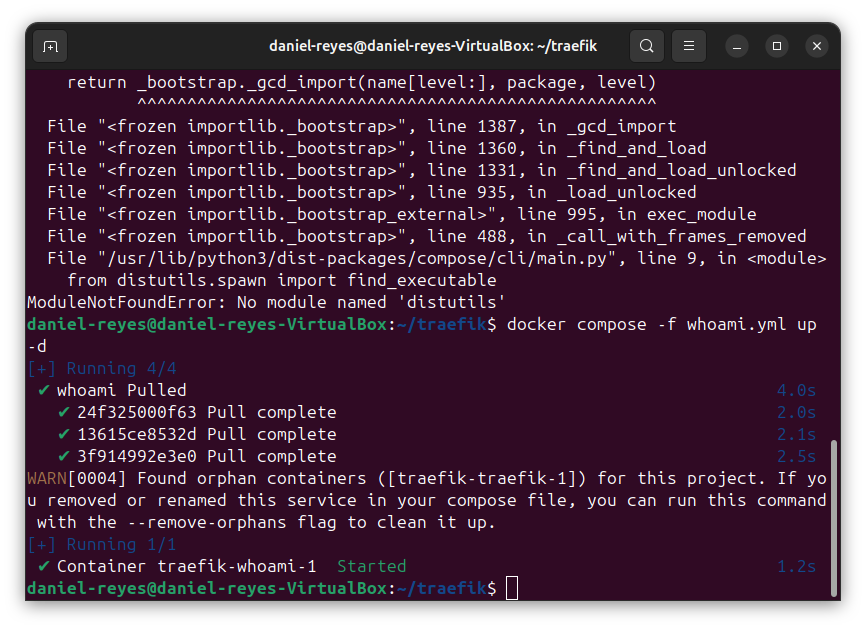 daniel-reyes@daniel-reyes-VirtualBox: ~/traefik
    return _bootstrap._gcd_import(name[level:], package, level)
           ^^^^^^^^^^^^^^^^^^^^^^^^^^^^^^^^^^^^^^^^^^^^^^^^^^^^
  File "<frozen importlib._bootstrap>", line 1387, in _gcd_import
  File "<frozen importlib._bootstrap>", line 1360, in _find_and_load
  File "<frozen importlib._bootstrap>", line 1331, in _find_and_load_unlocked
  File "<frozen importlib._bootstrap>", line 935, in _load_unlocked
  File "<frozen importlib._bootstrap_external>", line 995, in exec_module
  File "<frozen importlib._bootstrap>", line 488, in _call_with_frames_removed
  File "/usr/lib/python3/dist-packages/compose/cli/main.py", line 9, in <module>
    from distutils.spawn import find_executable
ModuleNotFoundError: No module named 'distutils'
daniel-reyes@daniel-reyes-VirtualBox:~/traefik$ docker compose -f whoami.yml up
-d
[+] Running 4/4
 ✔ whoami Pulled 4.0s
   ✔ 24f325000f63 Pull complete 2.0s
   ✔ 13615ce8532d Pull complete 2.1s
   ✔ 3f914992e3e0 Pull complete 2.5s
WARN[0004] Found orphan containers ([traefik-traefik-1]) for this project. If yo
u removed or renamed this service in your compose file, you can run this command
 with the --remove-orphans flag to clean it up.
[+] Running 1/1
 ✔ Container traefik-whoami-1  Started 1.2s
daniel-reyes@daniel-reyes-VirtualBox:~/traefik$